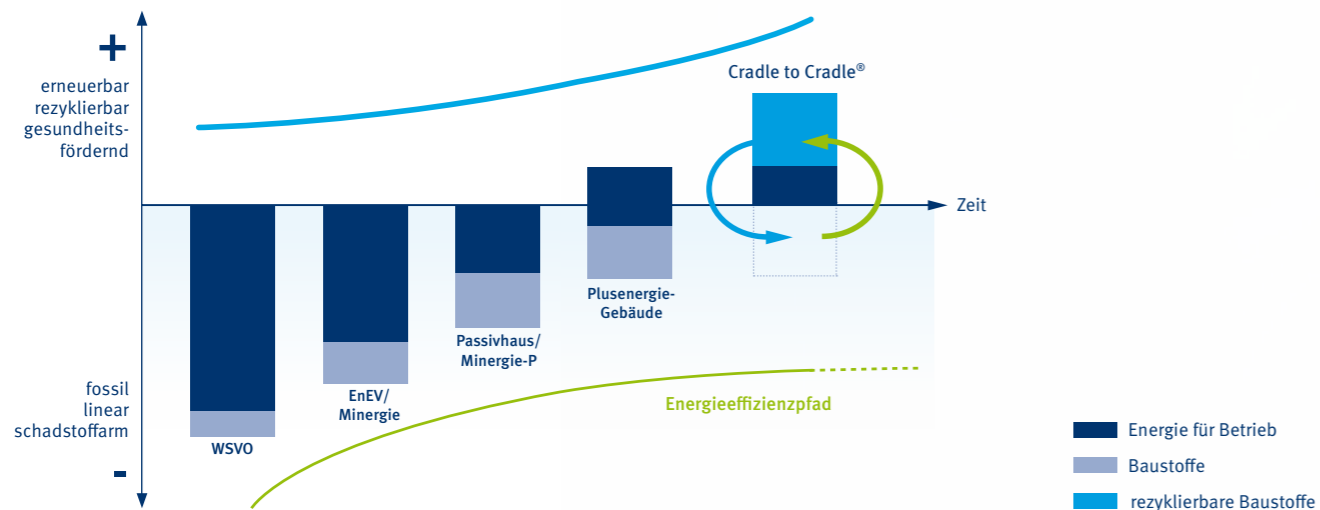 +
erneuerbar
rezyklierbar
gesundheits-
fördernd
Cradle to Cradle®
Zeit
Plusenergie-
Gebäude
Passivhaus/
Minergie-P
EnEV/
Minergie
WSVO
fossil
linear
schadstoffarm
-
Energieeffizienzpfad
Energie für Betrieb
Baustoffe
rezyklierbare Baustoffe